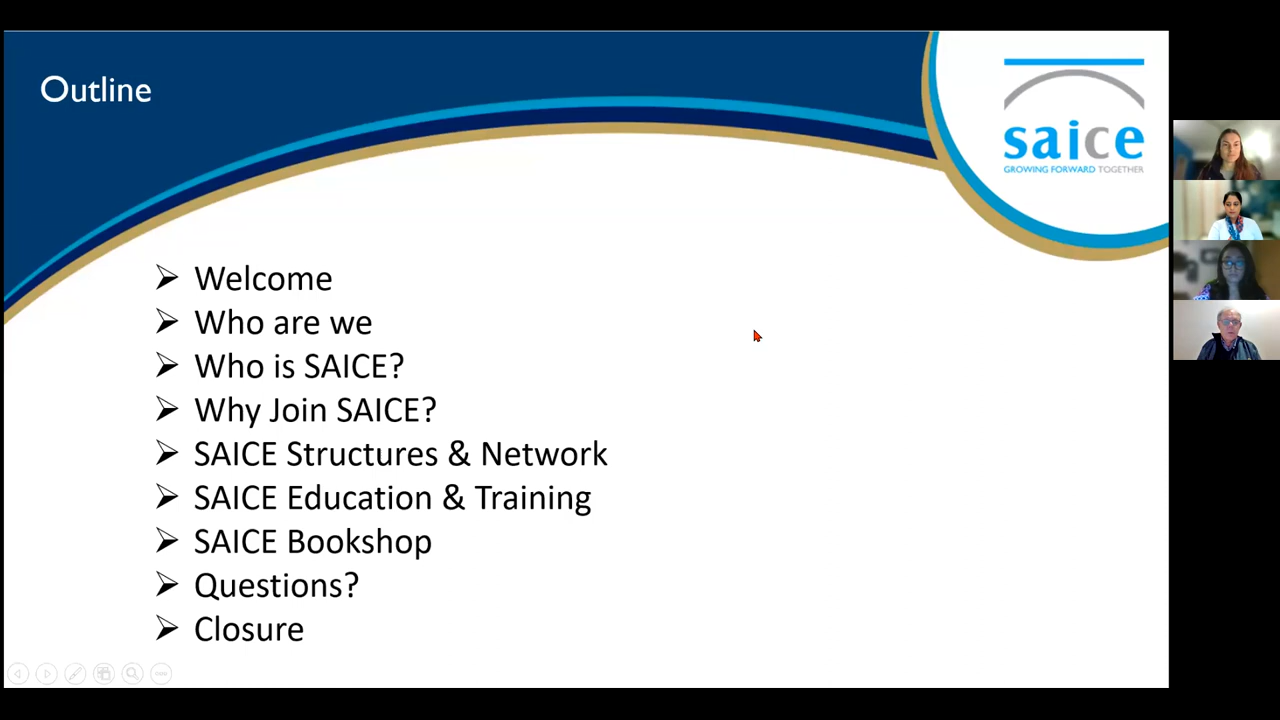 Outline
saice
GROWING FORWARD TOGETHER
Welcome
Who are we
Who is SAICE?
Why Join SAICE?
SAICE Structures & Network
SAICE Education & Training
SAICE Bookshop
Questions?
Closure